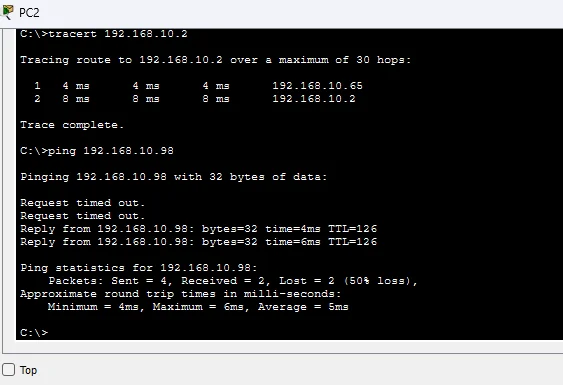 PC2
C:\>tracert 192.168.10.2
Tracing route to 192.168.10.2 over a maximum of 30 hops:
1 4 ms 4 ms 4 ms 192.168.10.65
2 8 ms 8 ms 8 ms 192.168.10.2
Trace complete.
C:\>ping 192.168.10.98
Pinging 192.168.10.98 with 32 bytes of data:
Request timed out.
Request timed out.
Reply from 192.168.10.98: bytes=32 time=4ms TTL=126
Reply from 192.168.10.98: bytes=32 time=6ms TTL=126
Ping statistics for 192.168.10.98:
Packets: Sent = 4, Received = 2, Lost = 2 (50% loss),
Approximate round trip times in milli-seconds:
Minimum = 4ms, Maximum = 6ms, Average = 5ms
C:\>
Top